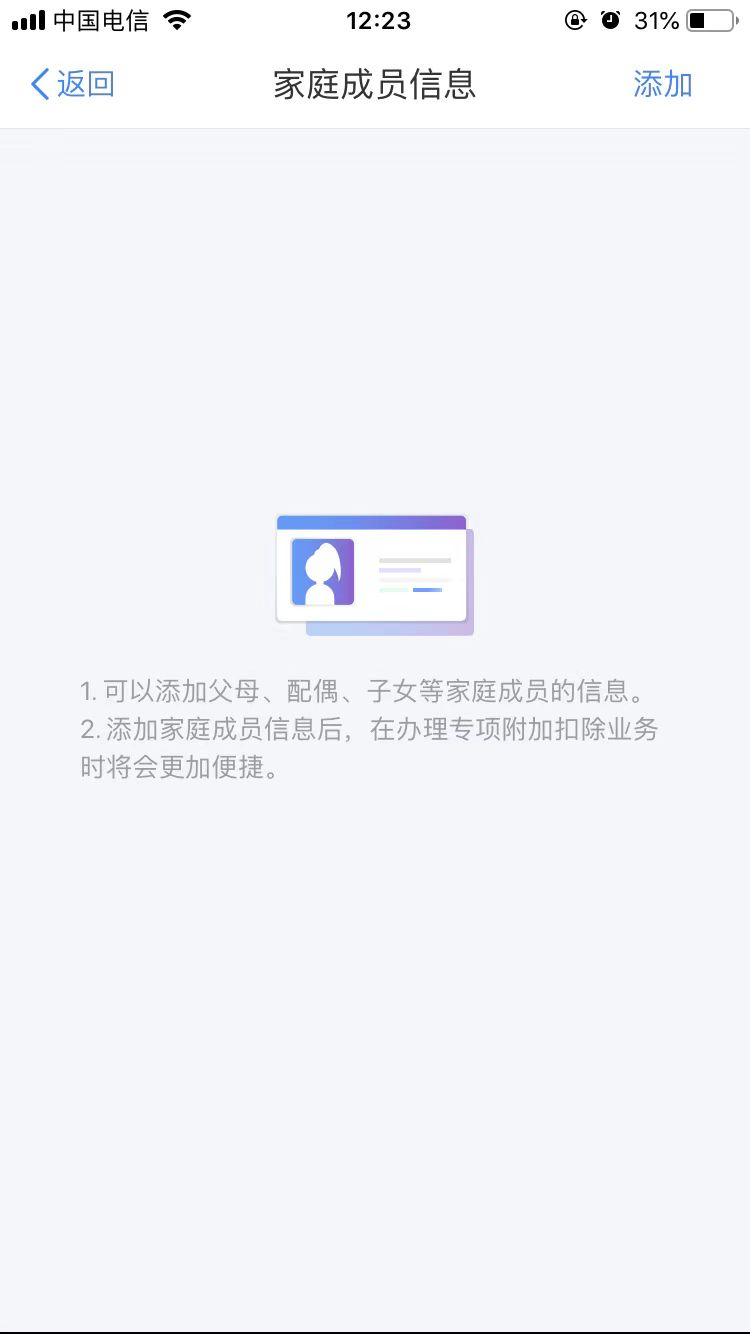 中国电信 12:23 31%
返回 家庭成员信息 添加
1. 可以添加父母、配偶、子女等家庭成员的信息。
2. 添加家庭成员信息后，在办理专项附加扣除业务
时将会更加便捷。